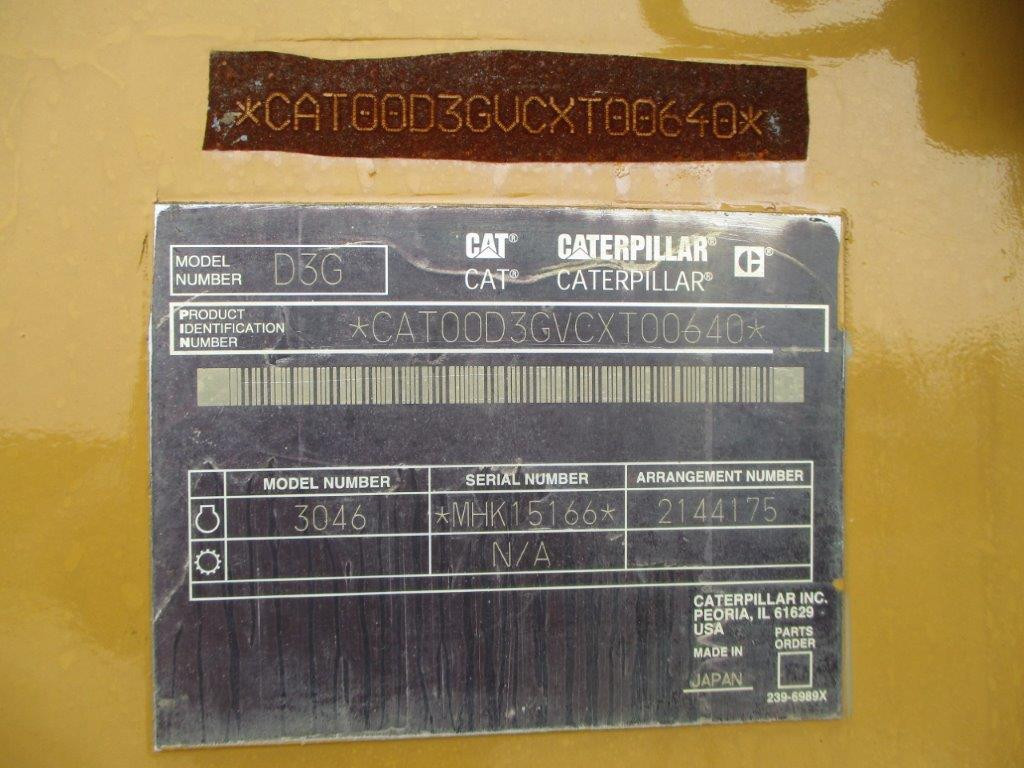 *CAT00D3GVCXT00640*
MODEL NUMBER D3G
CAT® CATERPILLAR® C®
CAT® CATERPILLAR®
PRODUCT IDENTIFICATION NUMBER *CAT00D3GVCXT00640*
MODEL NUMBER SERIAL NUMBER ARRANGEMENT NUMBER
3046 *MHK15166* 2144175
N/A
CATERPILLAR INC.
PEORIA, IL 61629
USA
PARTS ORDER
MADE IN
JAPAN
239-6989X